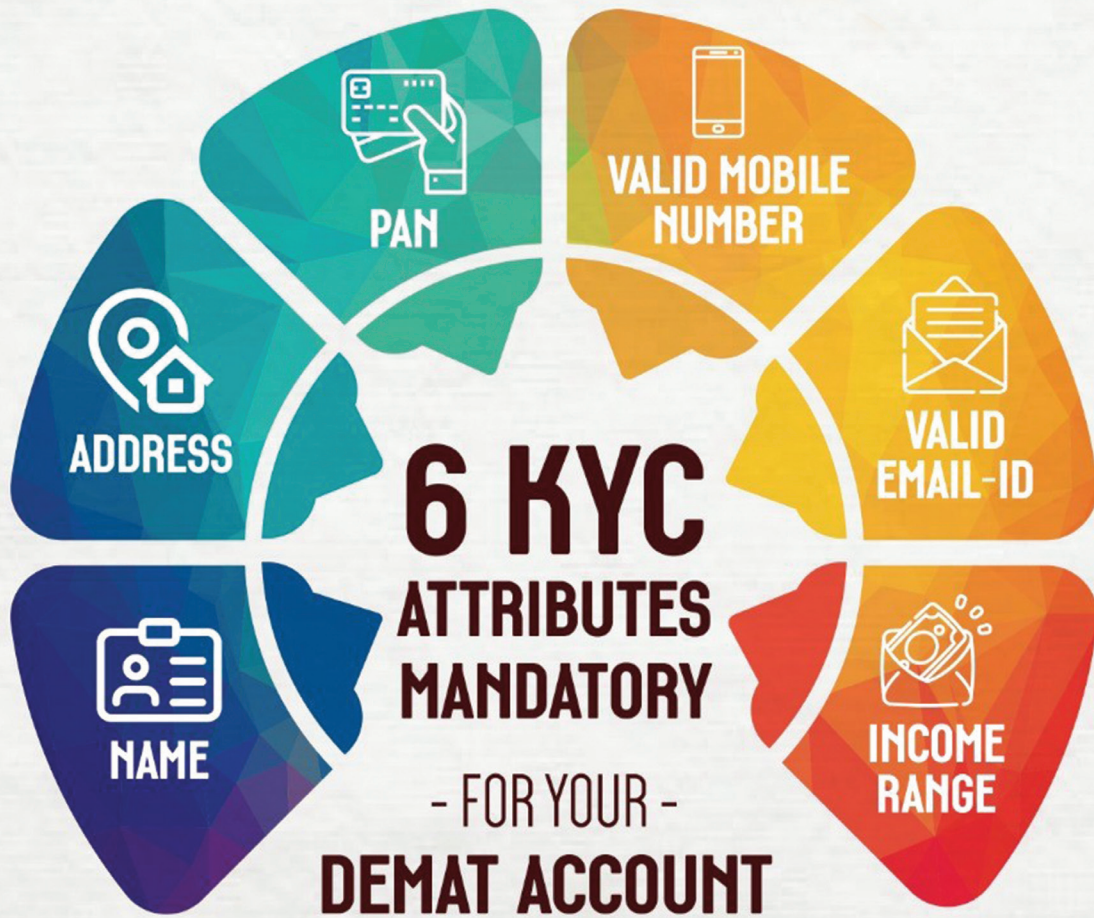 PAN
VALID MOBILE
NUMBER
ADDRESS
VALID
EMAIL-ID
NAME
INCOME
RANGE
6 KYC
ATTRIBUTES
MANDATORY
- FOR YOUR -
DEMAT ACCOUNT